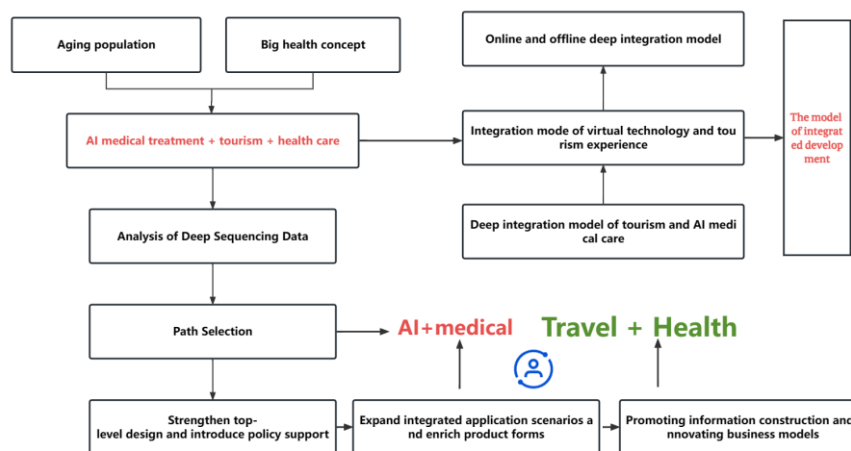 Aging population
Big health concept
Online and offline deep integration model
AI medical treatment + tourism + health care
Integration mode of virtual technology and tou
rism experience
The model
of integrat
ed develop
ment
Analysis of Deep Sequencing Data
Deep integration model of tourism and AI medi
cal care
Path Selection
AI+medical
Travel + Health
Strengthen top-
level design and introduce policy support
Expand integrated application scenarios a
nd enrich product forms
Promoting information construction and
nnovating business models